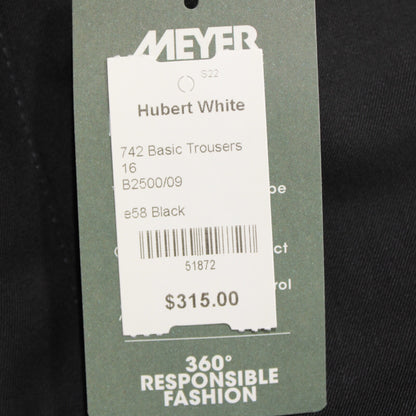 MEYER
S22
Hubert White
742 Basic Trousers
16
B2500/09
e58 Black
51872
$315.00
360°
RESPONSIBLE
FASHION